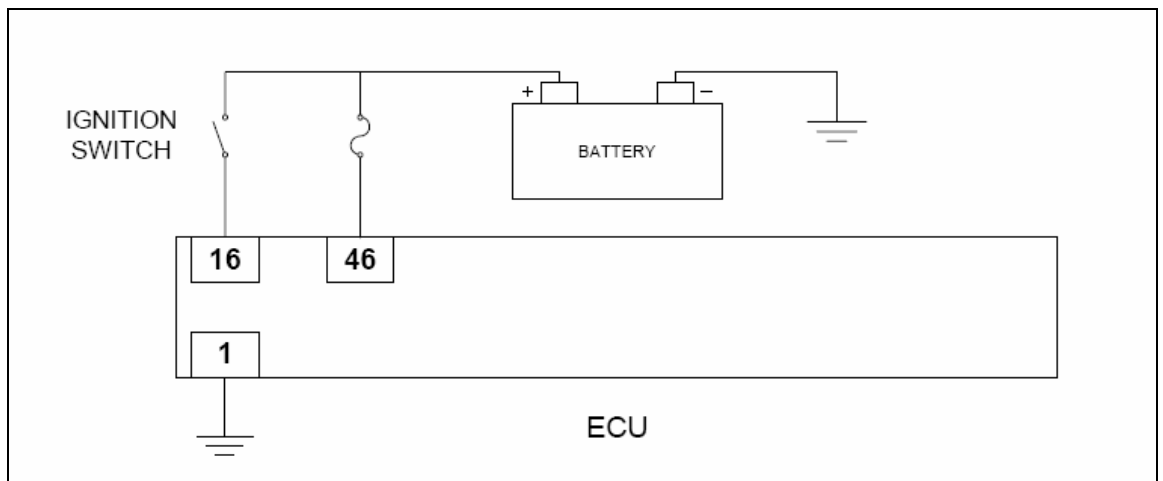 +
−
IGNITION
SWITCH
BATTERY
16
46
1
ECU